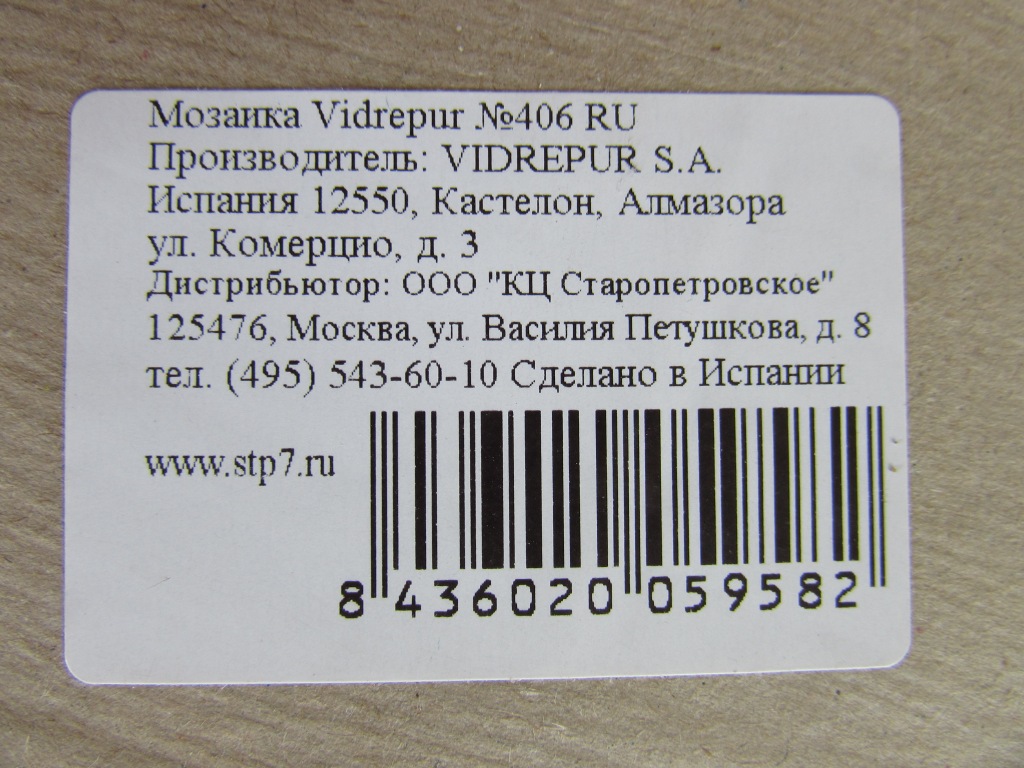 Мозаика Vidrepur №406 RU
Производитель: VIDREPUR S.A.
Испания 12550, Кастелон, Алмазора
ул. Комерцио, д. 3
Дистрибьютор: ООО "КЦ Старопетровское"
125476, Москва, ул. Василия Петушкова, д. 8
тел. (495) 543-60-10 Сделано в Испании
www.stp7.ru
8 436020 059582